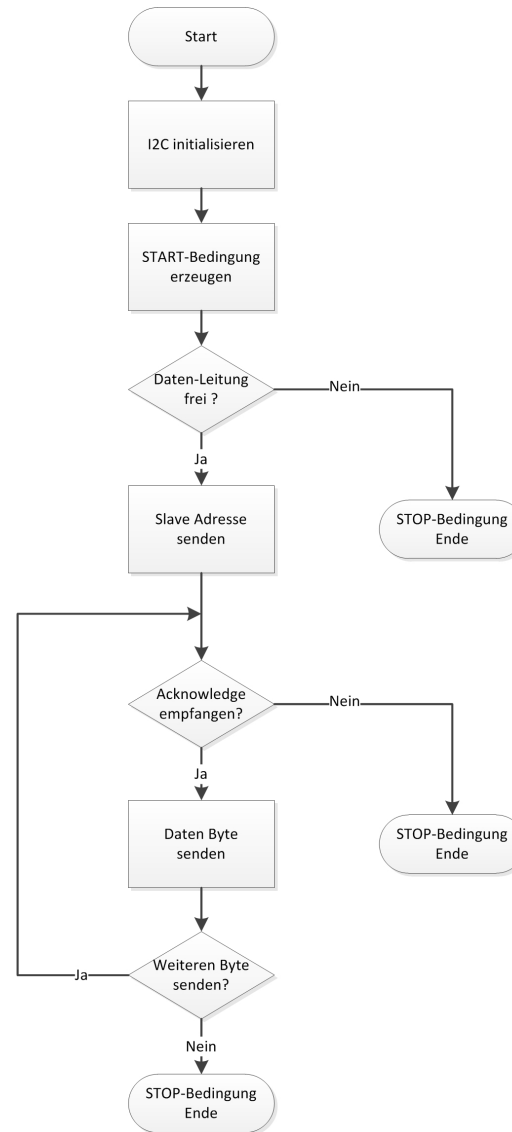 Start
I2C initialisieren
START-Bedingung
erzeugen
Daten-Leitung
frei ?
Nein
Ja
Slave Adresse
senden
STOP-Bedingung
Ende
Acknowledge
empfangen?
Nein
Ja
Daten Byte
senden
STOP-Bedingung
Ende
Weiteren Byte
senden?
Ja
Nein
STOP-Bedingung
Ende